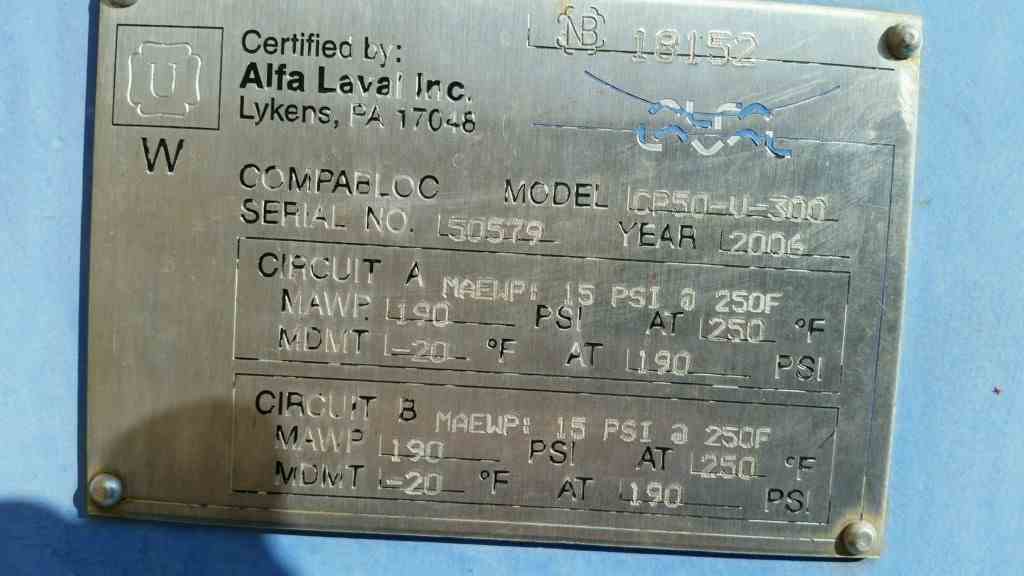 U
W
Certified by:
Alfa Laval Inc.
Lykens, PA 17048
NB 18152
ALFA
LAVAL
COMPABLOC MODEL CP50-V-300
SERIAL NO. 50579 YEAR 2006
CIRCUIT A MAEWP: 15 PSI @ 250F
MAWP 190 PSI AT 250 °F
MDMT -20 °F AT 190 PSI
CIRCUIT B MAEWP: 15 PSI @ 250F
MAWP 190 PSI AT 250 °F
MDMT -20 °F AT 190 PSI